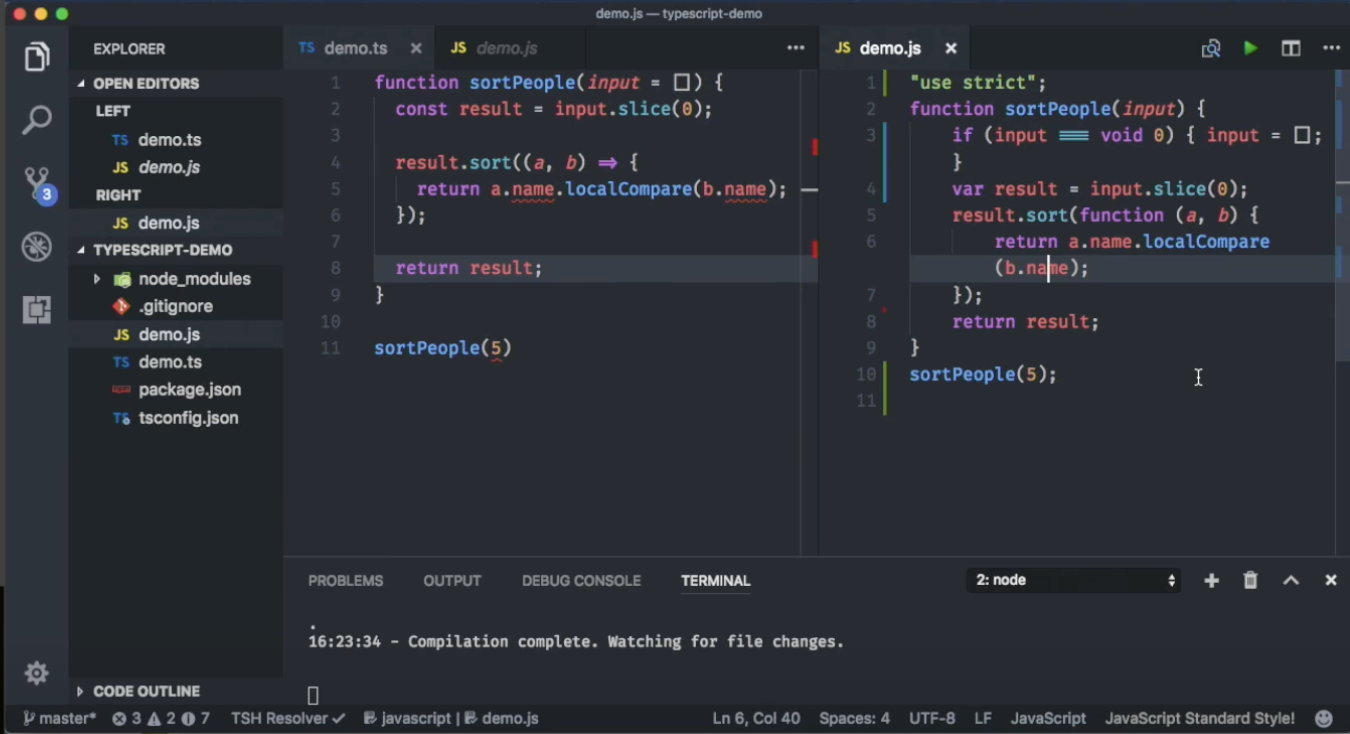 demo.js — typescript-demo
EXPLORER
OPEN EDITORS
LEFT
TS demo.ts
JS demo.js
RIGHT
JS demo.js
TYPESCRIPT-DEMO
node_modules
.gitignore
JS demo.js
TS demo.ts
package.json
TS tsconfig.json
CODE OUTLINE
3
TS demo.ts ×
JS demo.js
...
1 function sortPeople(input = []) {
2 const result = input.slice(0);
3
4 result.sort((a, b) ⇒ {
5 return a.name.localCompare(b.name);
6 });
7
8 return result;
9 }
10
11 sortPeople(5)
JS demo.js ×
...
1 "use strict";
2 function sortPeople(input) {
3 if (input ≡ void 0) { input = [];
}
4 var result = input.slice(0);
5 result.sort(function (a, b) {
6 return a.name.localCompare
(b.name);
7 });
8 return result;
9 }
10 sortPeople(5);
11
PROBLEMS OUTPUT DEBUG CONSOLE TERMINAL 2: node
.
16:23:34 - Compilation complete. Watching for file changes.
master* 3 2 7 TSH Resolver ✓ javascript | demo.js Ln 6, Col 40 Spaces: 4 UTF-8 LF JavaScript JavaScript Standard Style!